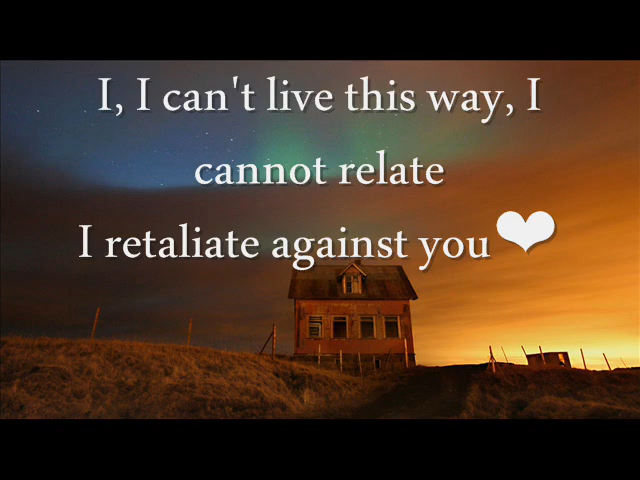 I, I can't live this way, I
cannot relate
I retaliate against you❤